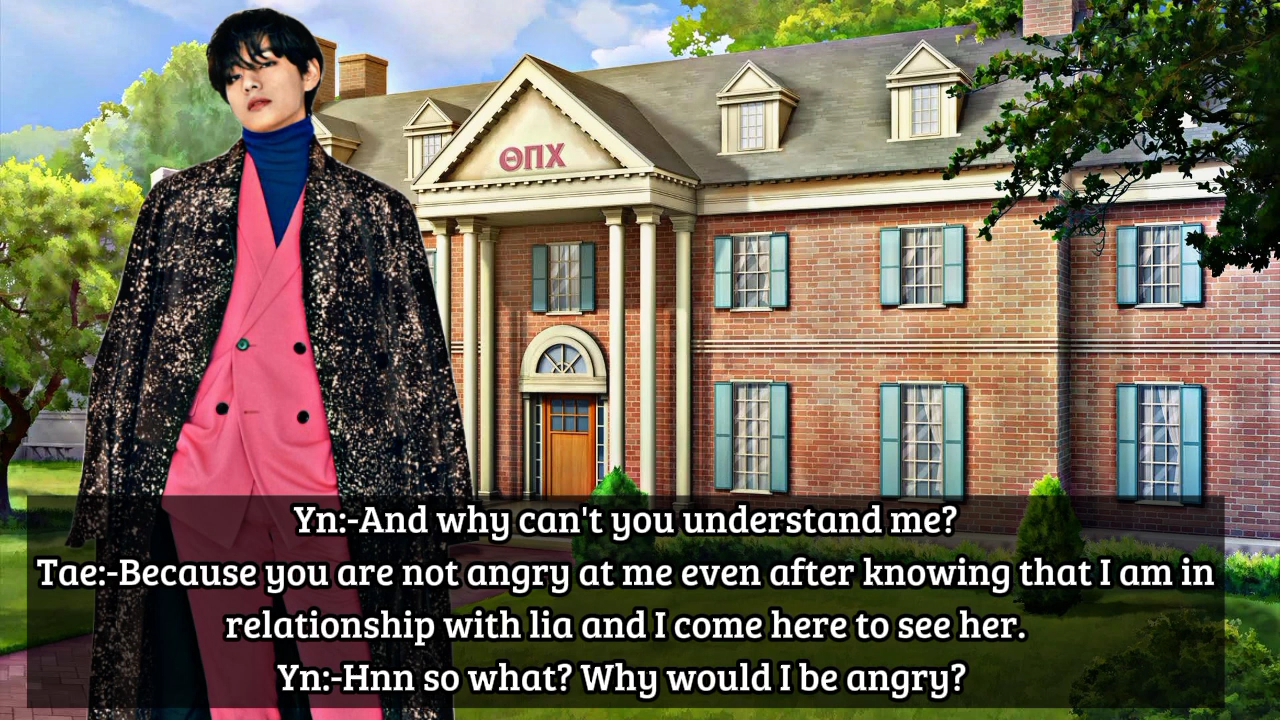 ΘΠΧ
Yn:-And why can't you understand me?
Tae:-Because you are not angry at me even after knowing that I am in
relationship with lia and I come here to see her.
Yn:-Hnn so what? Why would I be angry?